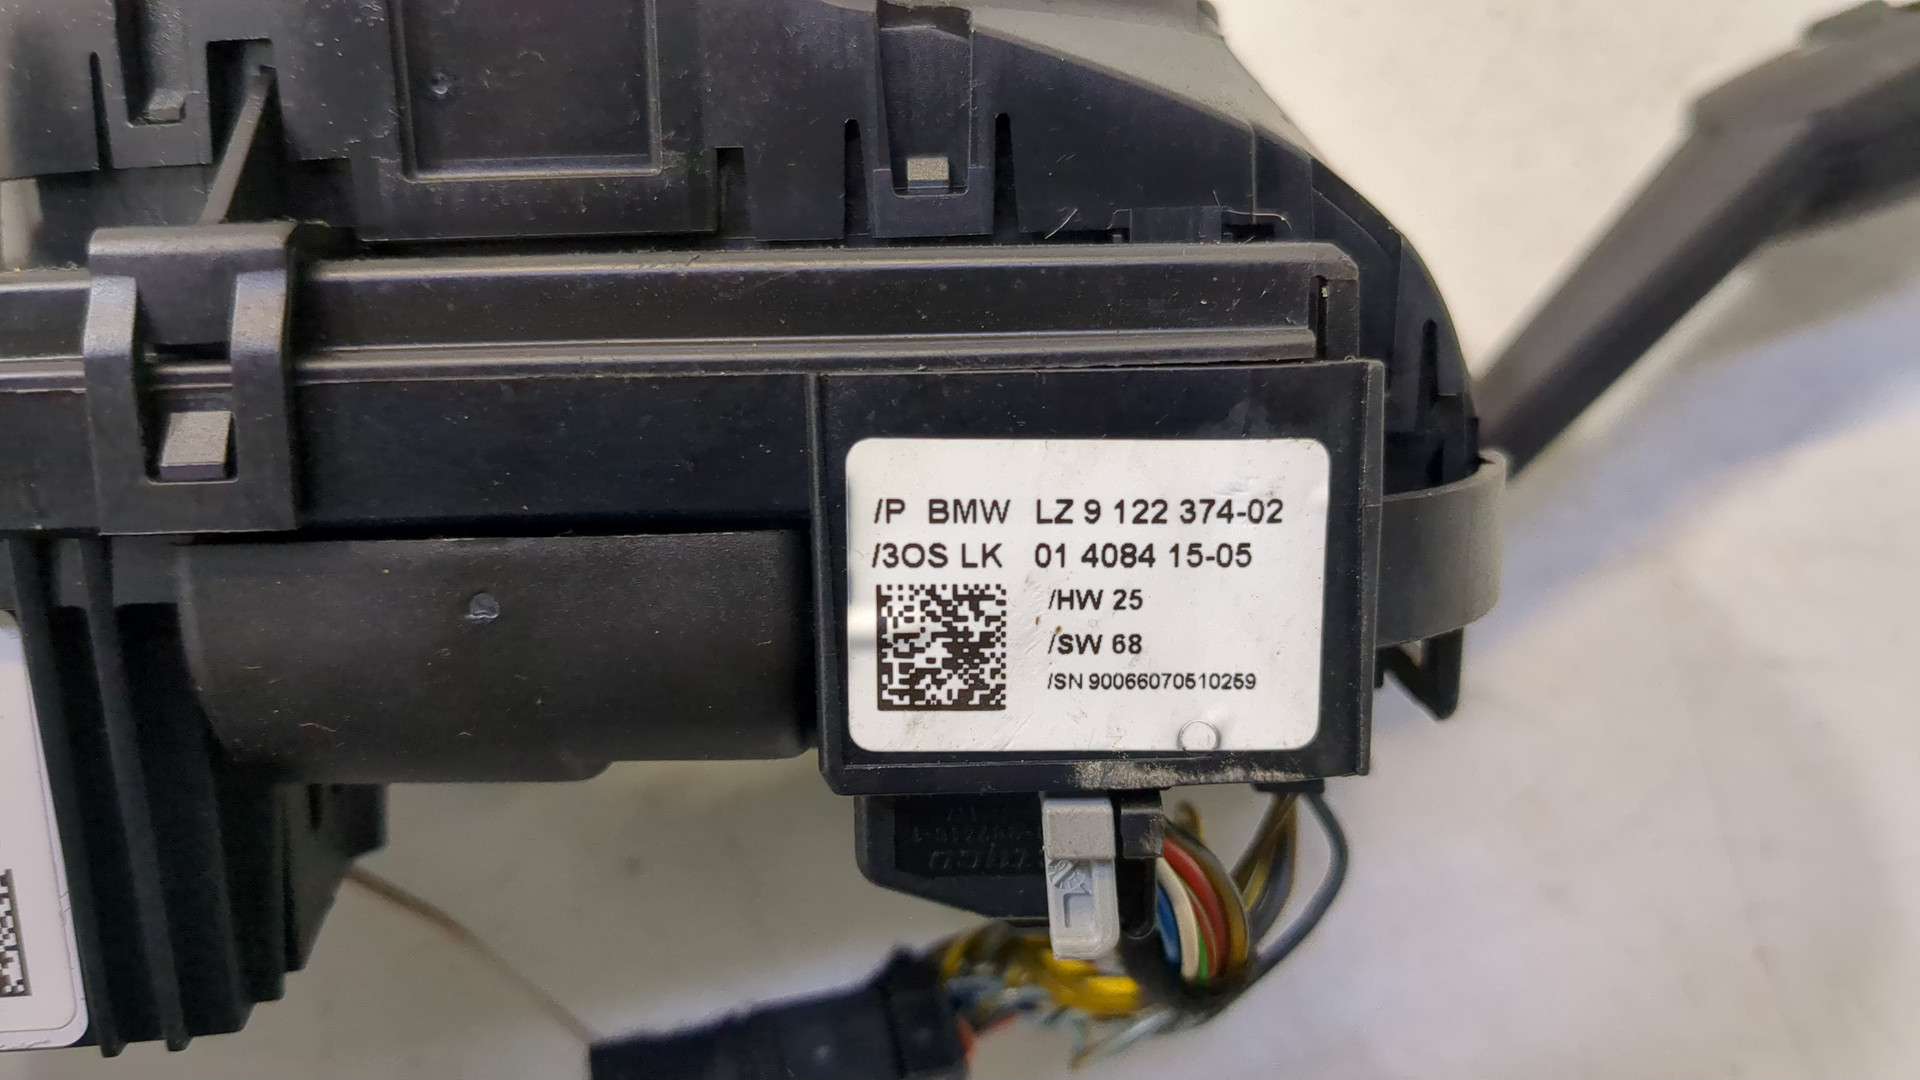 /P BMW LZ 9 122 374-02
/3OS LK 01 4084 15-05
/HW 25
/SW 68
/SN 90066070510259